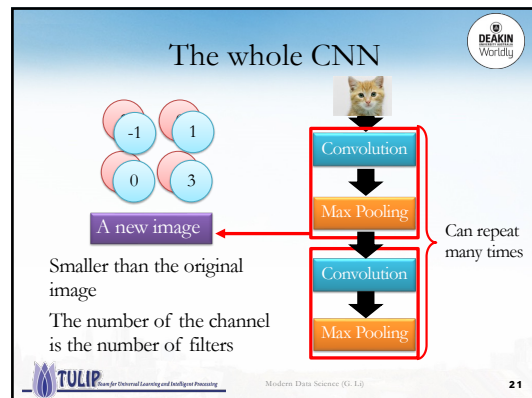 The whole CNN
DEAKIN
Worldly
-1
1
0
3
A new image
Smaller than the original
image
The number of the channel
is the number of filters
Convolution
Max Pooling
Convolution
Max Pooling
Can repeat
many times
TULIP Team for Universal Learning and Intelligent Processing
Modern Data Science (G. Li)
21